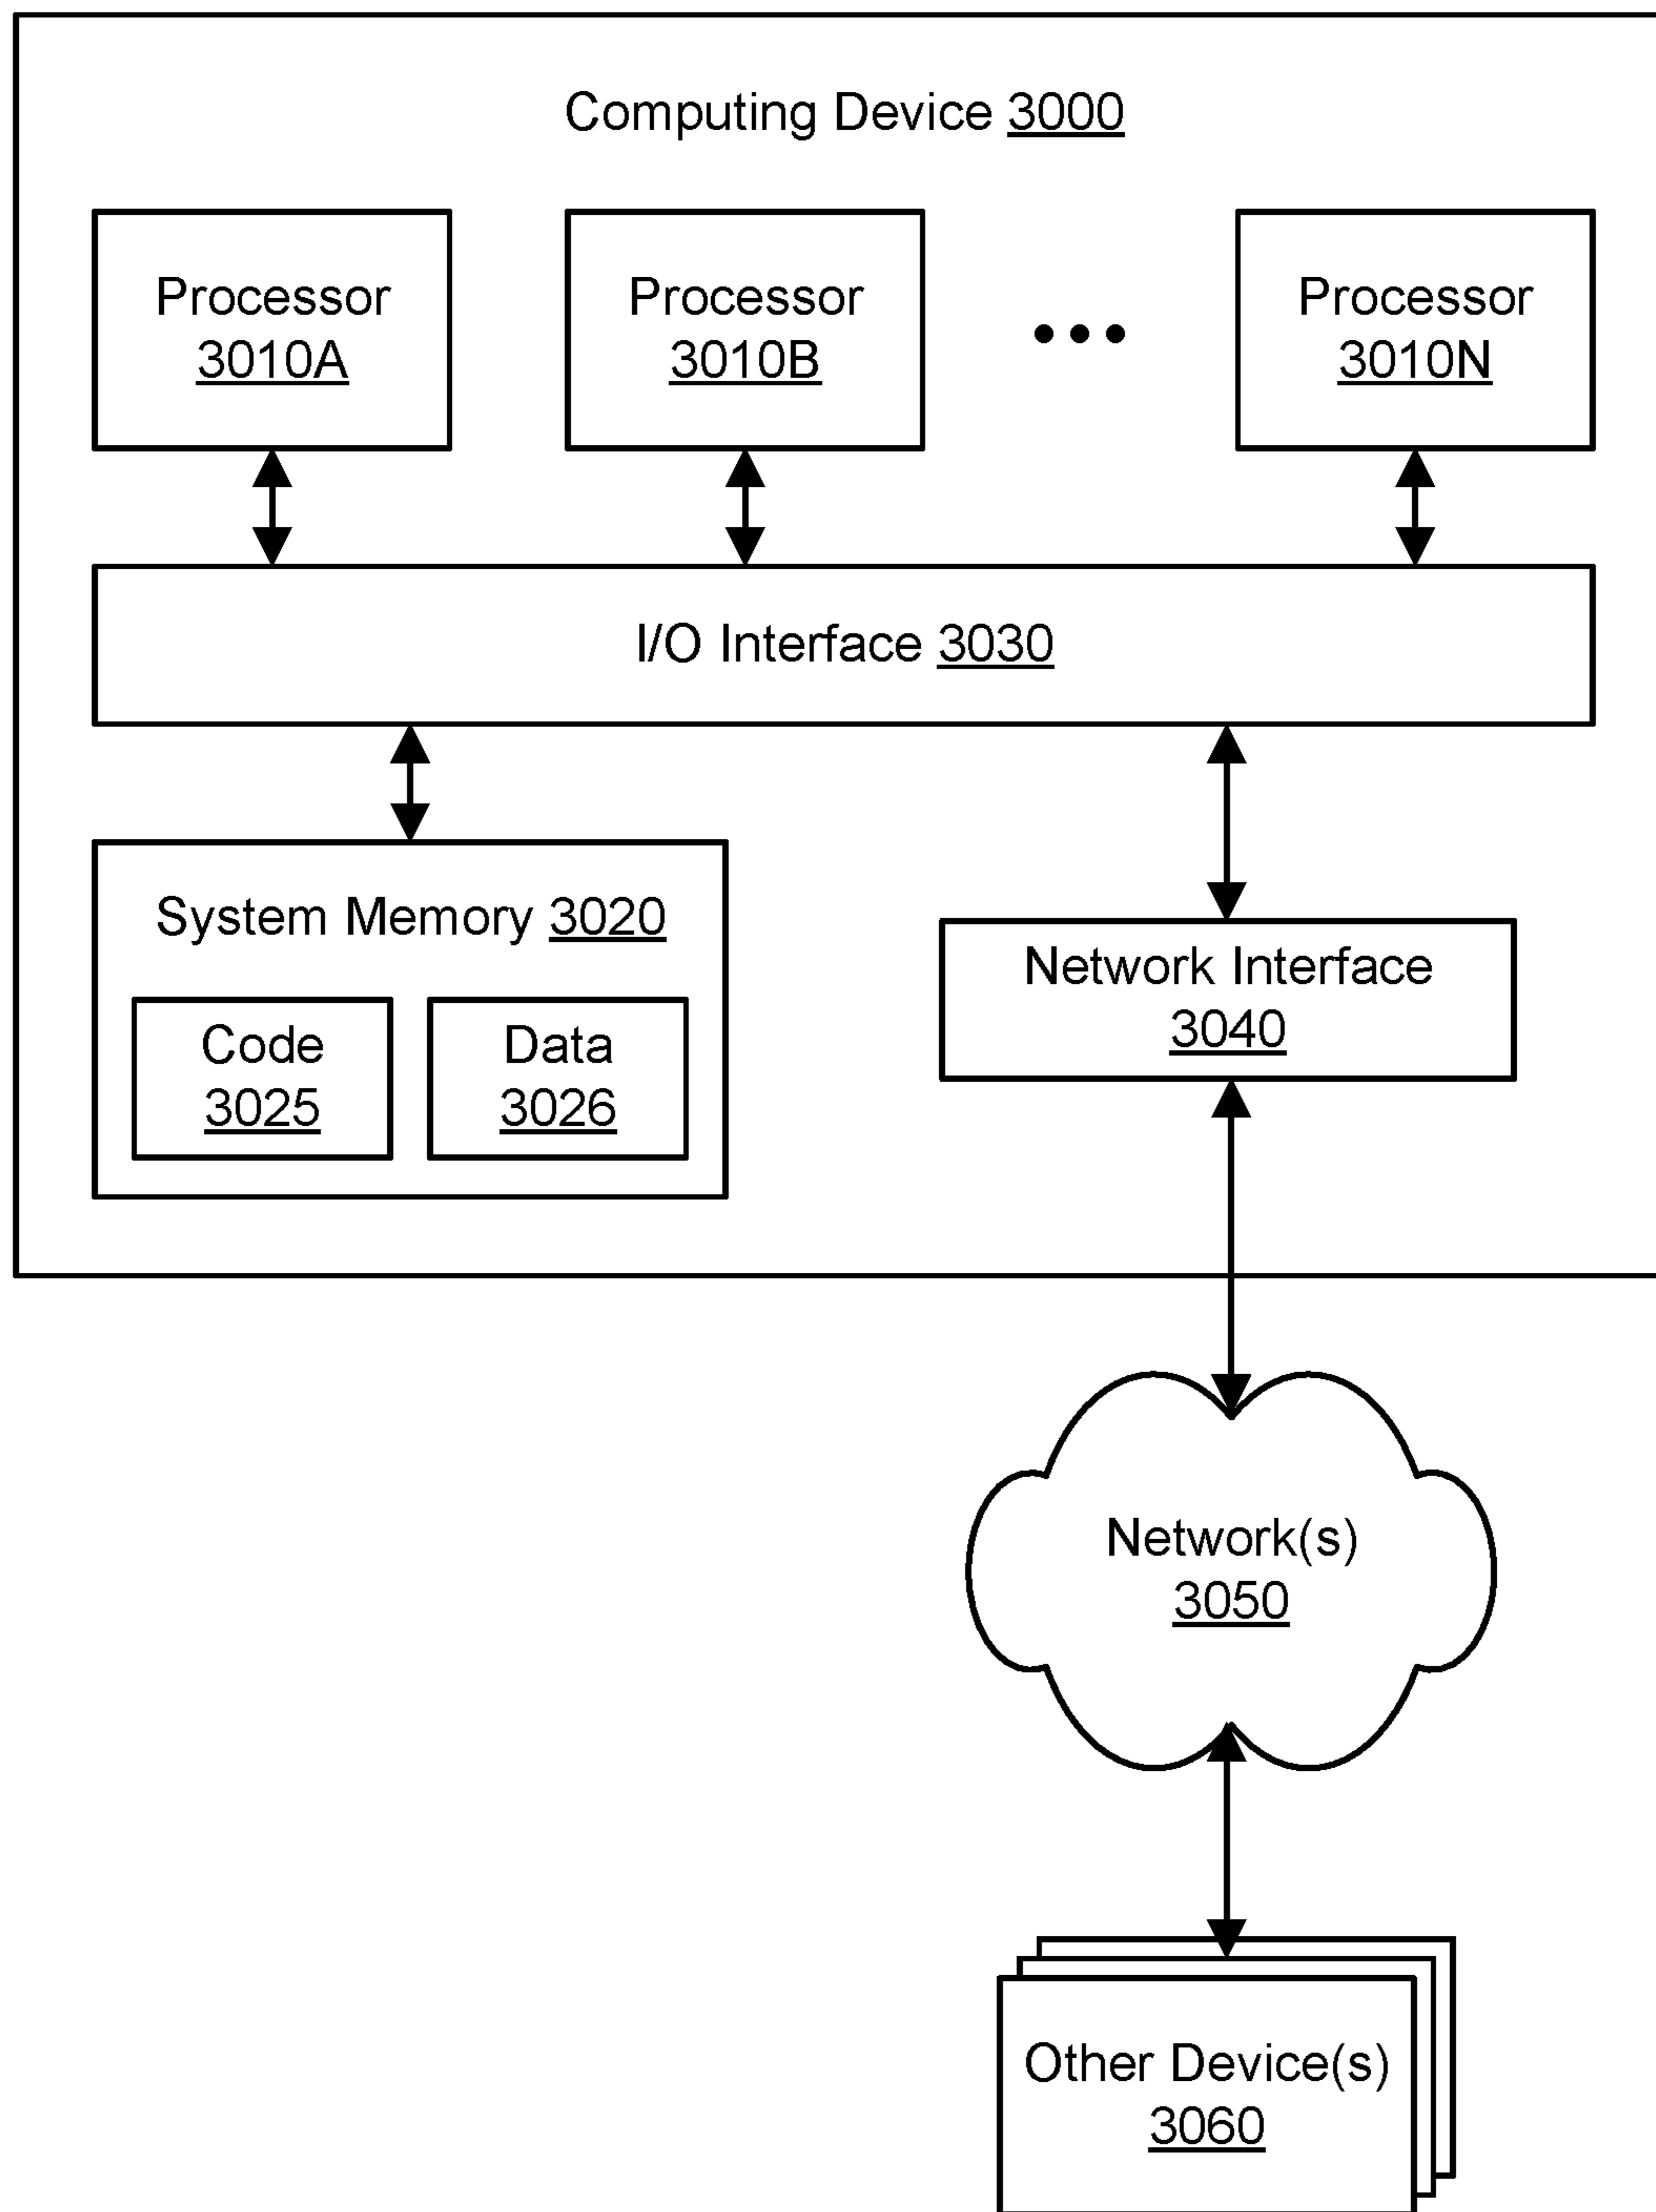 Computing Device 3000
Processor
3010A
Processor
3010B
Processor
3010N
I/O Interface 3030
System Memory 3020
Code
3025
Data
3026
Network Interface
3040
Network(s)
3050
Other Device(s)
3060